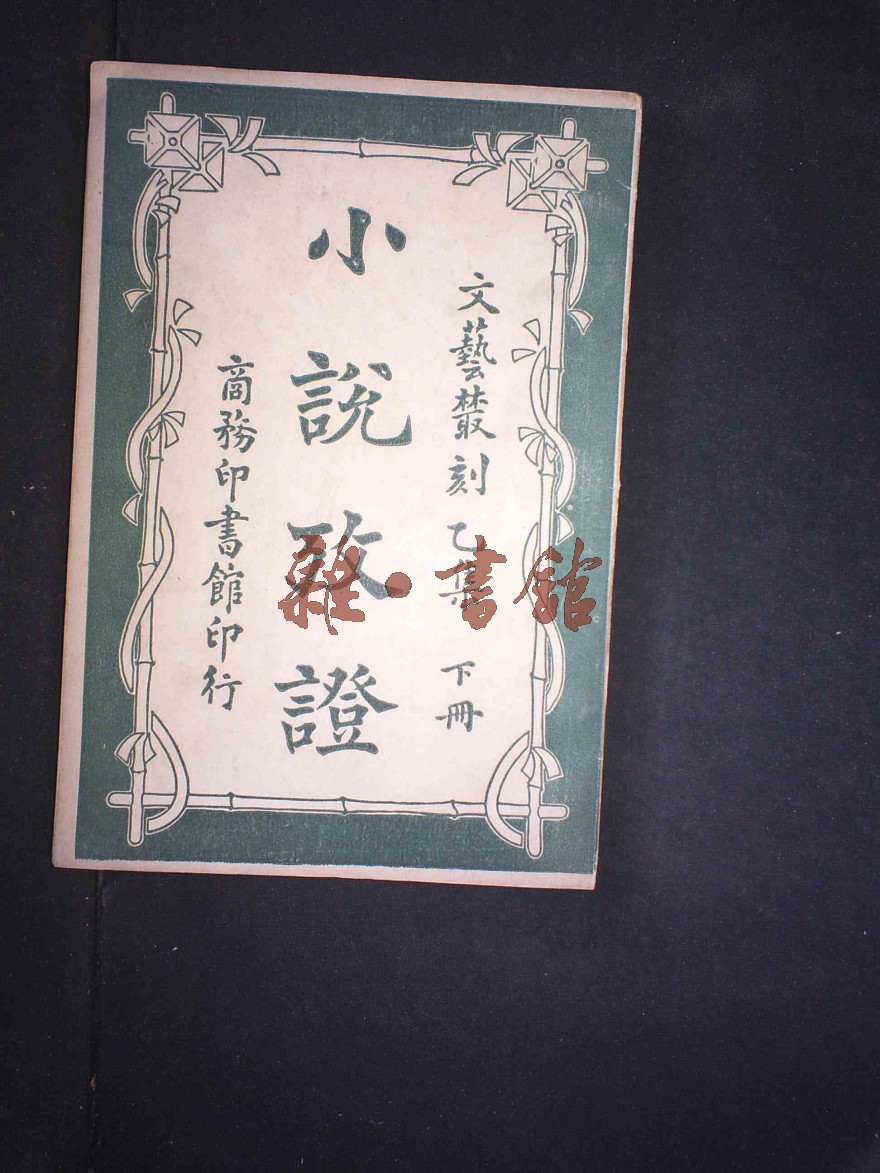 文藝叢刻乙集 下冊
小說攷證
商務印書館印行
雜·書館